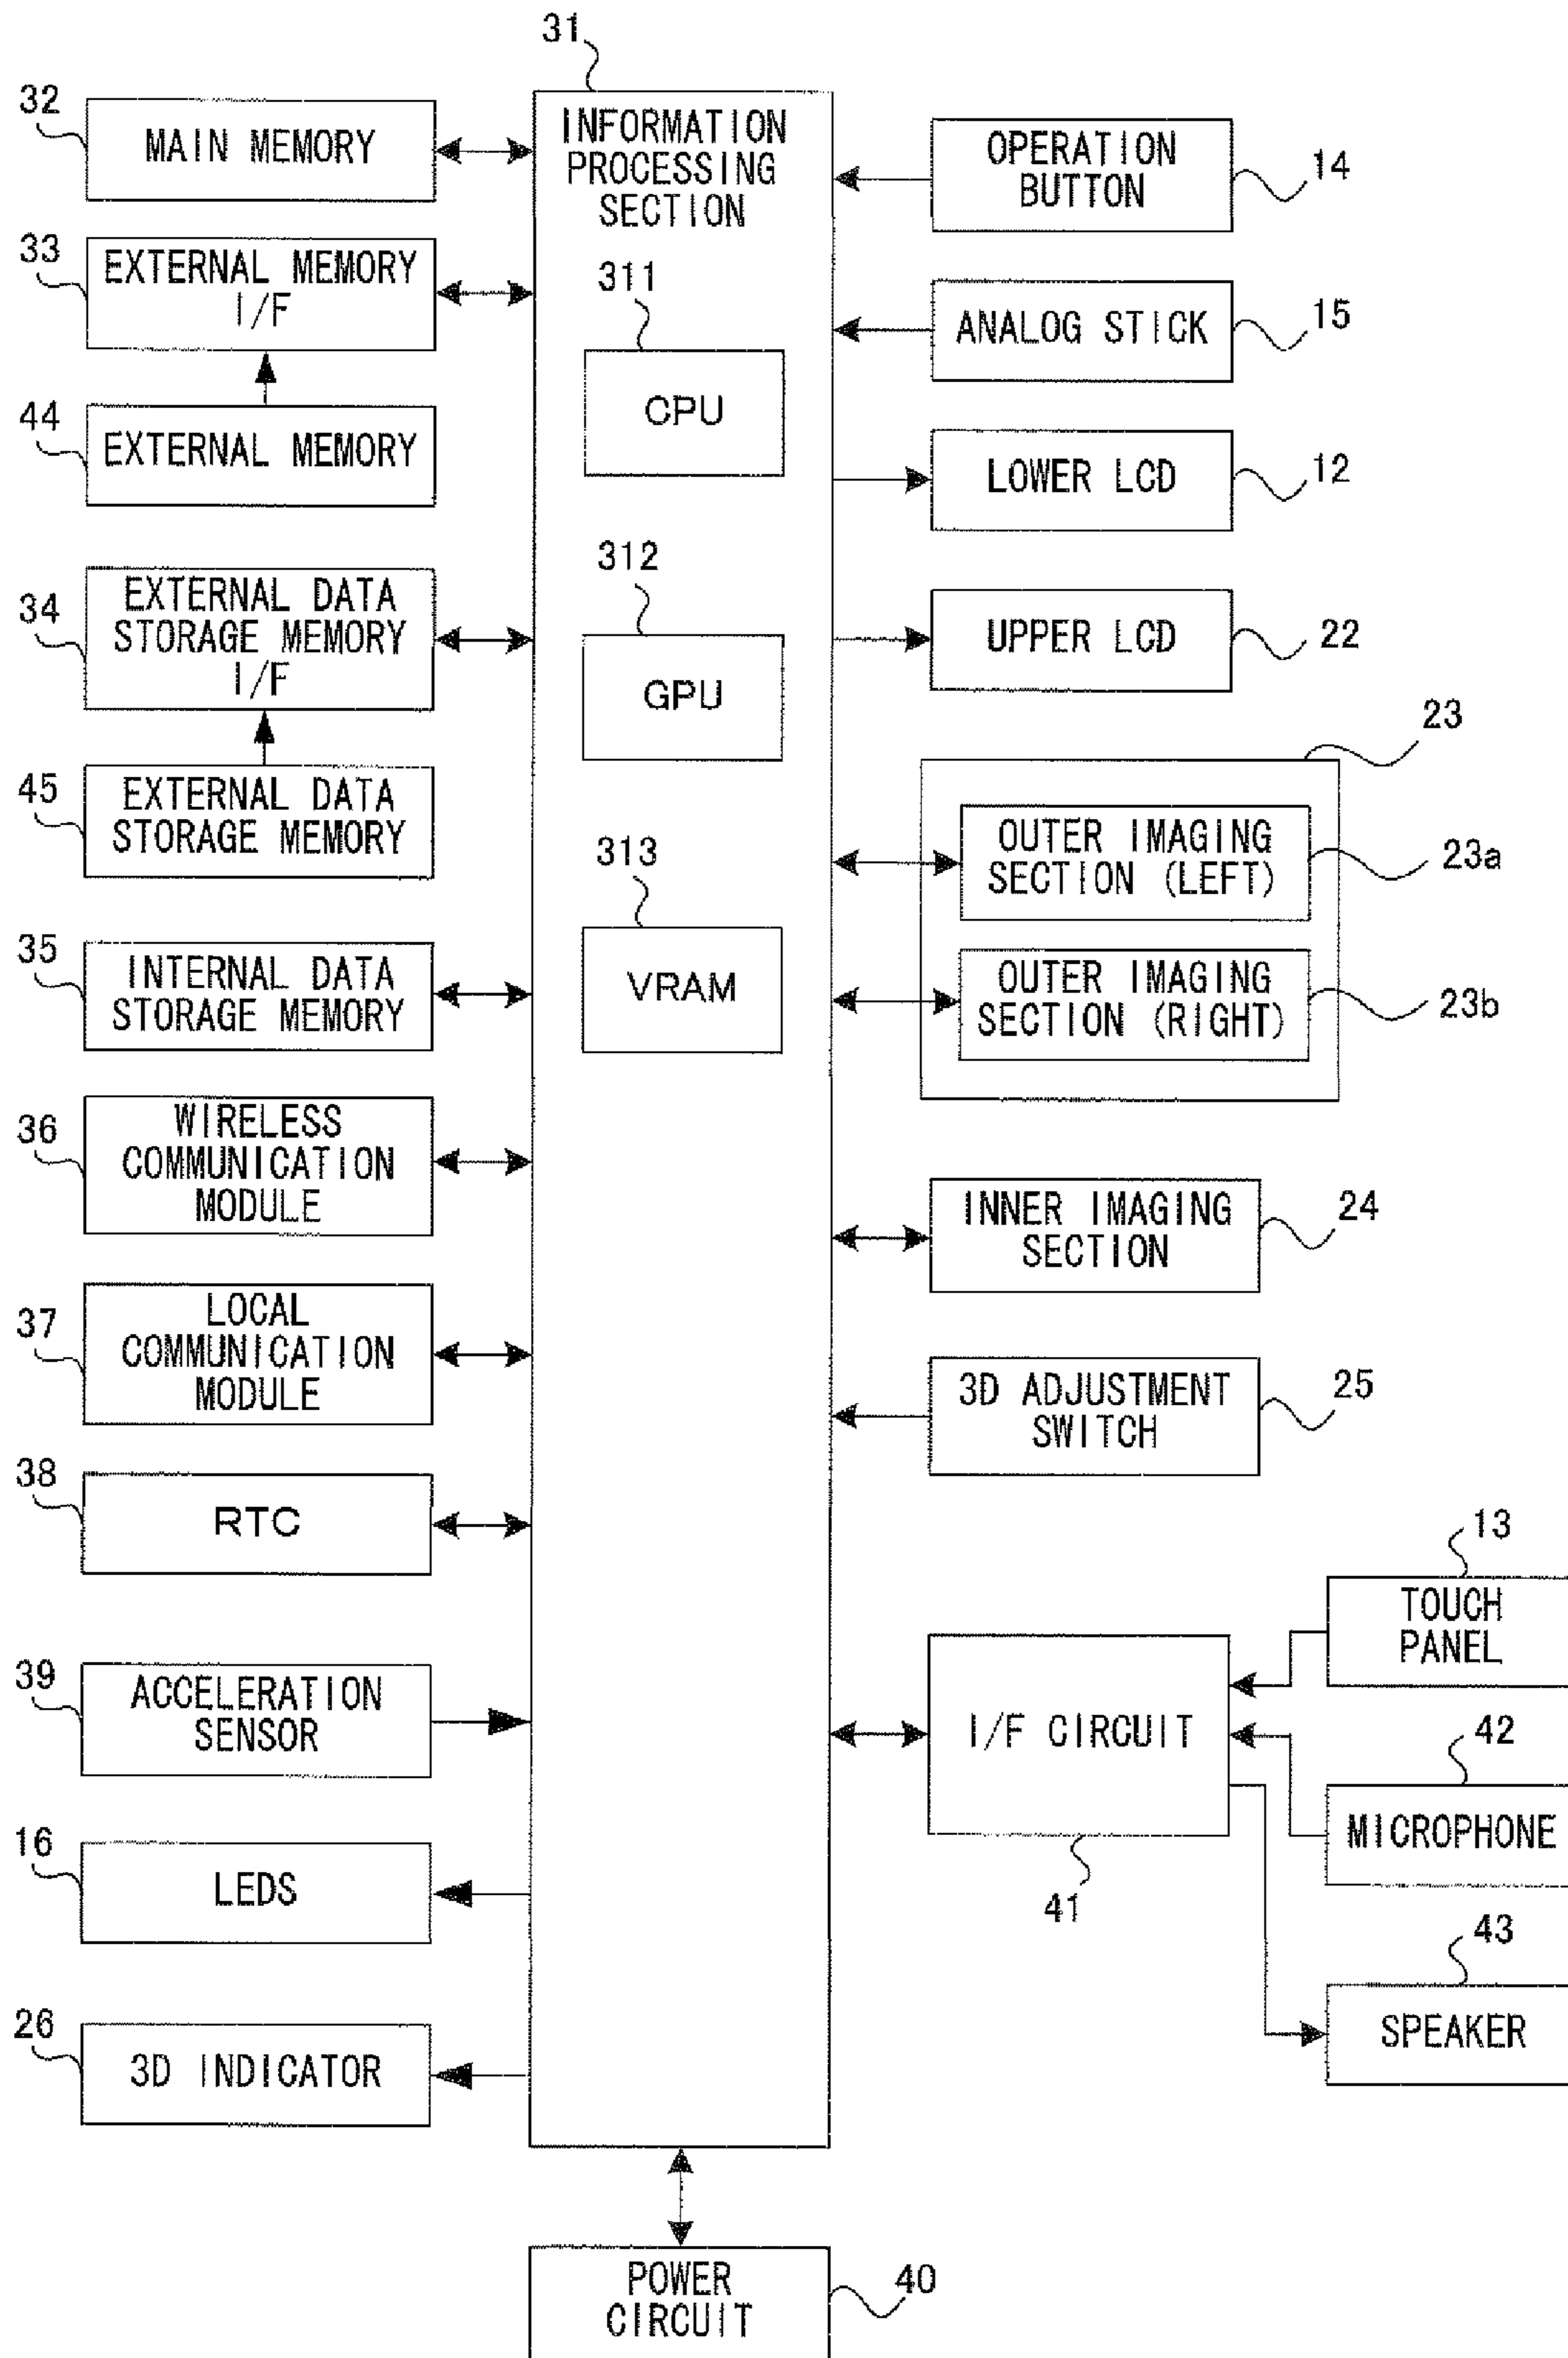 31
INFORMATION
PROCESSING
SECTION
311
CPU
312
GPU
313
VRAM
32
MAIN MEMORY
33
EXTERNAL MEMORY
I/F
44
EXTERNAL MEMORY
34
EXTERNAL DATA
STORAGE MEMORY
I/F
45
EXTERNAL DATA
STORAGE MEMORY
35
INTERNAL DATA
STORAGE MEMORY
36
WIRELESS
COMMUNICATION
MODULE
37
LOCAL
COMMUNICATION
MODULE
38
RTC
39
ACCELERATION
SENSOR
16
LEDS
26
3D INDICATOR
OPERATION
BUTTON
14
ANALOG STICK
15
LOWER LCD
12
UPPER LCD
22
23
OUTER IMAGING
SECTION (LEFT)
23a
OUTER IMAGING
SECTION (RIGHT)
23b
INNER IMAGING
SECTION
24
3D ADJUSTMENT
SWITCH
25
13
TOUCH
PANEL
I/F CIRCUIT
41
42
MICROPHONE
43
SPEAKER
POWER
CIRCUIT
40